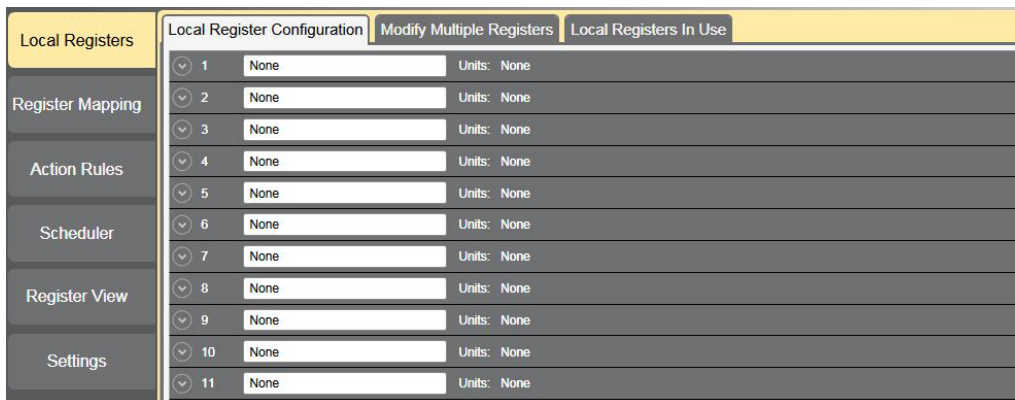 Local Registers
Register Mapping
Action Rules
Scheduler
Register View
Settings
Local Register Configuration Modify Multiple Registers Local Registers In Use
1 None Units: None
2 None Units: None
3 None Units: None
4 None Units: None
5 None Units: None
6 None Units: None
7 None Units: None
8 None Units: None
9 None Units: None
10 None Units: None
11 None Units: None